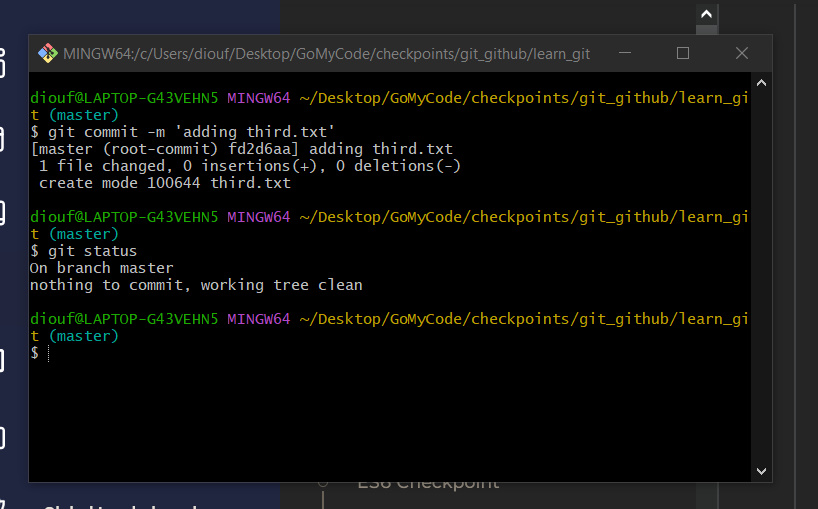 MINGW64:/c/Users/diouf/Desktop/GoMyCode/checkpoints/git_github/learn_git
diouf@LAPTOP-G43VEHN5 MINGW64 ~/Desktop/GoMyCode/checkpoints/git_github/learn_gi
t (master)
$ git commit -m 'adding third.txt'
[master (root-commit) fd2d6aa] adding third.txt
 1 file changed, 0 insertions(+), 0 deletions(-)
 create mode 100644 third.txt
diouf@LAPTOP-G43VEHN5 MINGW64 ~/Desktop/GoMyCode/checkpoints/git_github/learn_gi
t (master)
$ git status
On branch master
nothing to commit, working tree clean
diouf@LAPTOP-G43VEHN5 MINGW64 ~/Desktop/GoMyCode/checkpoints/git_github/learn_gi
t (master)
$
ES6 Checkpoint